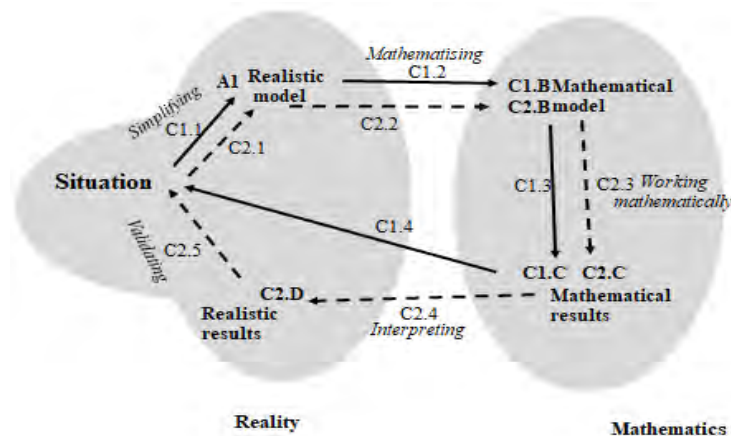 Mathematising
C1.2
A1 Realistic
model
C1.B Mathematical
C2.B model
Simplifying
C1.1
C2.1
C2.2
Situation
C1.3
C2.3 Working
mathematically
C1.4
Validating
C2.5
C1.C C2.C
Mathematical
results
C2.D
Realistic
results
C2.4
Interpreting
Reality
Mathematics